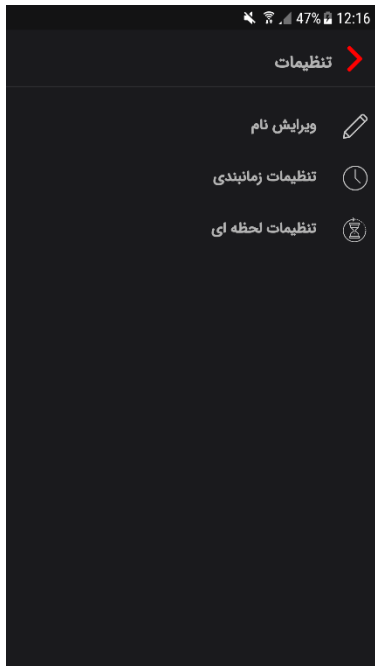 47% 12:16
تنظیمات
ویرایش نام
تنظیمات زمانبندی
تنظیمات لحظه ای